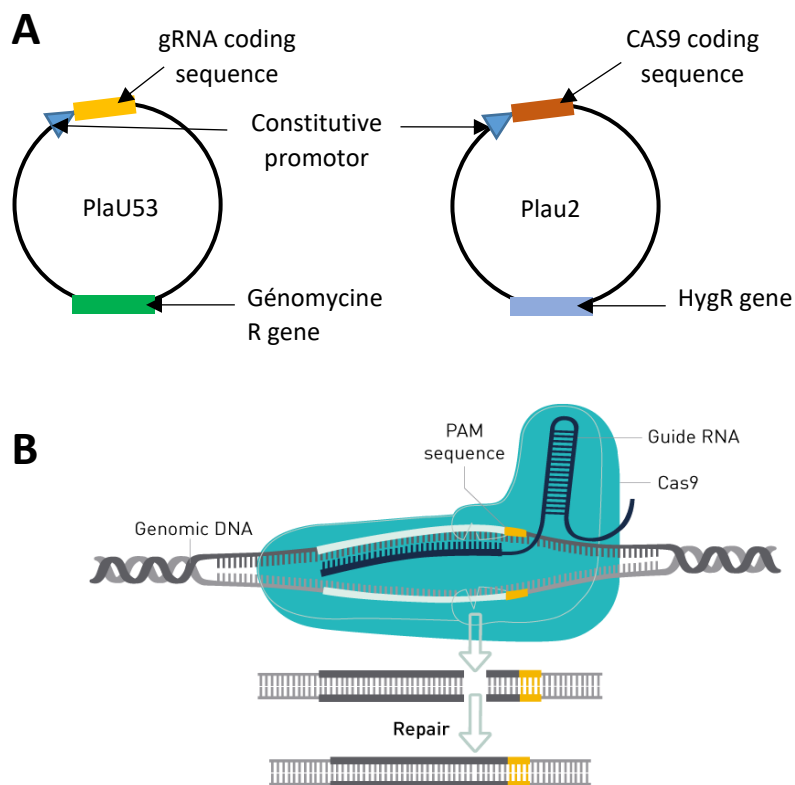 A
gRNA coding
sequence
CAS9 coding
sequence
Constitutive
promotor
PlaU53
Plau2
Génomycine
R gene
HygR gene
B
PAM
sequence
Guide RNA
Cas9
Genomic DNA
Repair